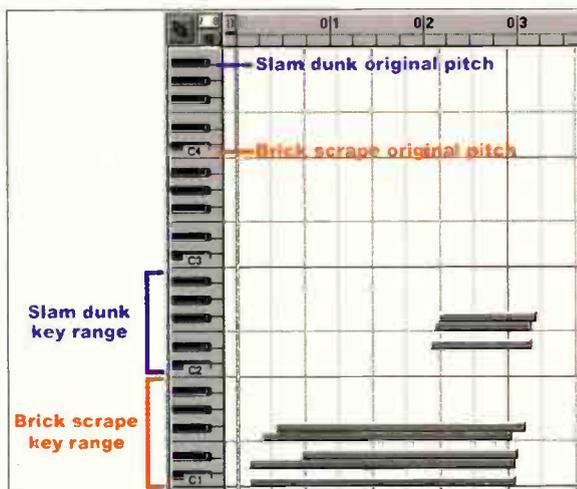 0|1 0|2 0|3
Slam dunk original pitch
C4
Brick scrape original pitch
C3
Slam dunk
key range
C2
Brick scrape
key range
C1